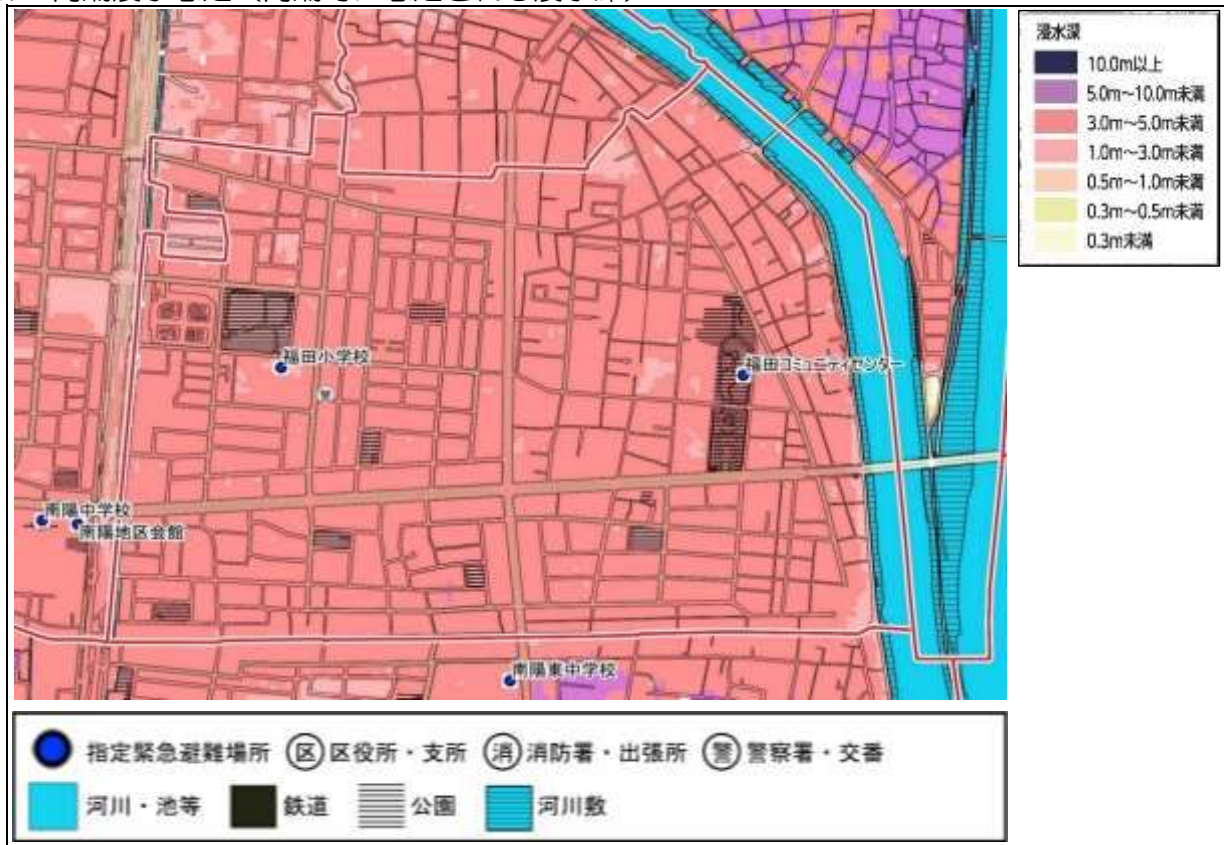 浸水深
10.0m以上
5.0m～10.0m未満
3.0m～5.0m未満
1.0m～3.0m未満
0.5m～1.0m未満
0.3m～0.5m未満
0.3m未満
福田小学校
福田コミュニティセンター
警
南陽中学校
南陽地区会館
南陽東中学校
指定緊急避難場所 区 区役所・支所 消 消防署・出張所 警 警察署・交番
河川・池等 鉄道 公園 河川敷